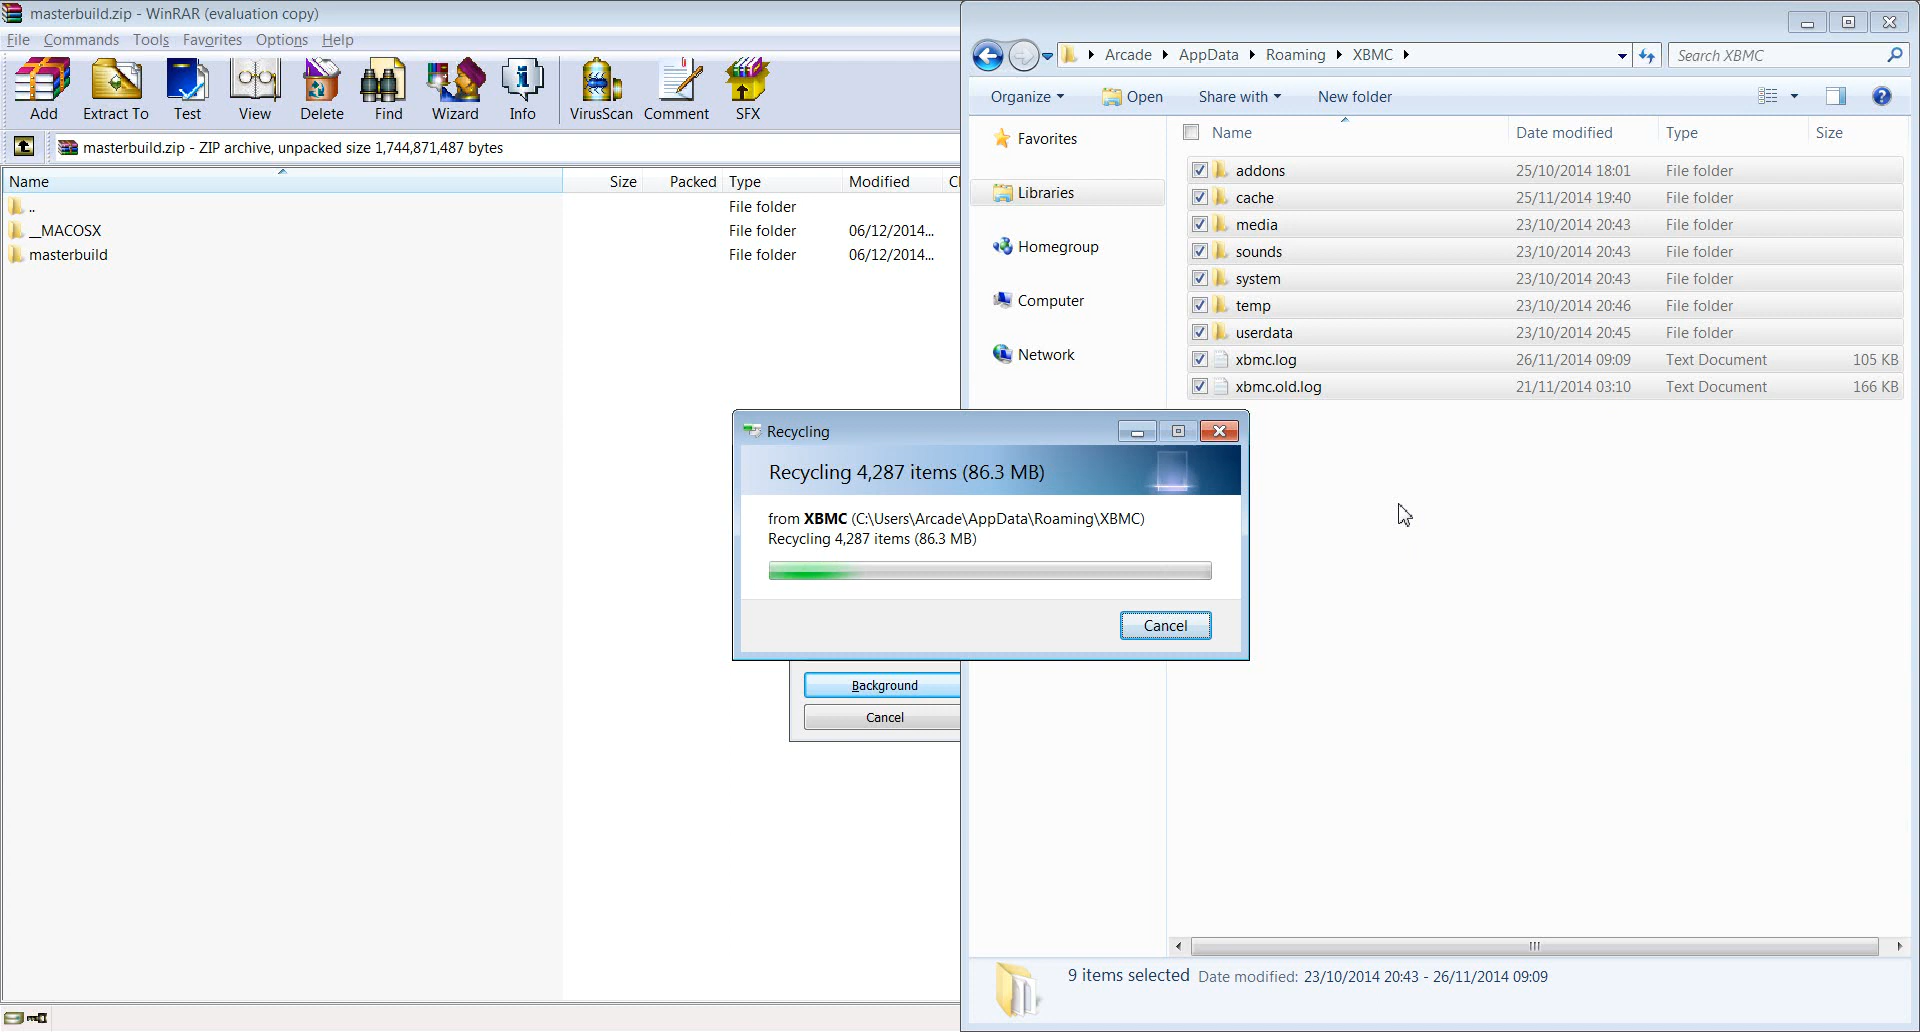 masterbuild.zip - WinRAR (evaluation copy)
File Commands Tools Favorites Options Help
Add Extract To Test View Delete Find Wizard Info VirusScan Comment SFX
masterbuild.zip - ZIP archive, unpacked size 1,744,871,487 bytes
Name Size Packed Type Modified
.. File folder
__MACOSX File folder 06/12/2014...
masterbuild File folder 06/12/2014...
Background
Cancel
Arcade AppData Roaming XBMC
Search XBMC
Organize Open Share with New folder
Favorites
Libraries
Homegroup
Computer
Network
Name Date modified Type Size
addons 25/10/2014 18:01 File folder
cache 25/11/2014 19:40 File folder
media 23/10/2014 20:43 File folder
sounds 23/10/2014 20:43 File folder
system 23/10/2014 20:43 File folder
temp 23/10/2014 20:46 File folder
userdata 23/10/2014 20:45 File folder
xbmc.log 26/11/2014 09:09 Text Document 105 KB
xbmc.old.log 21/11/2014 03:10 Text Document 166 KB
Recycling
Recycling 4,287 items (86.3 MB)
from XBMC (C:\Users\Arcade\AppData\Roaming\XBMC)
Recycling 4,287 items (86.3 MB)
Cancel
9 items selected Date modified: 23/10/2014 20:43 - 26/11/2014 09:09